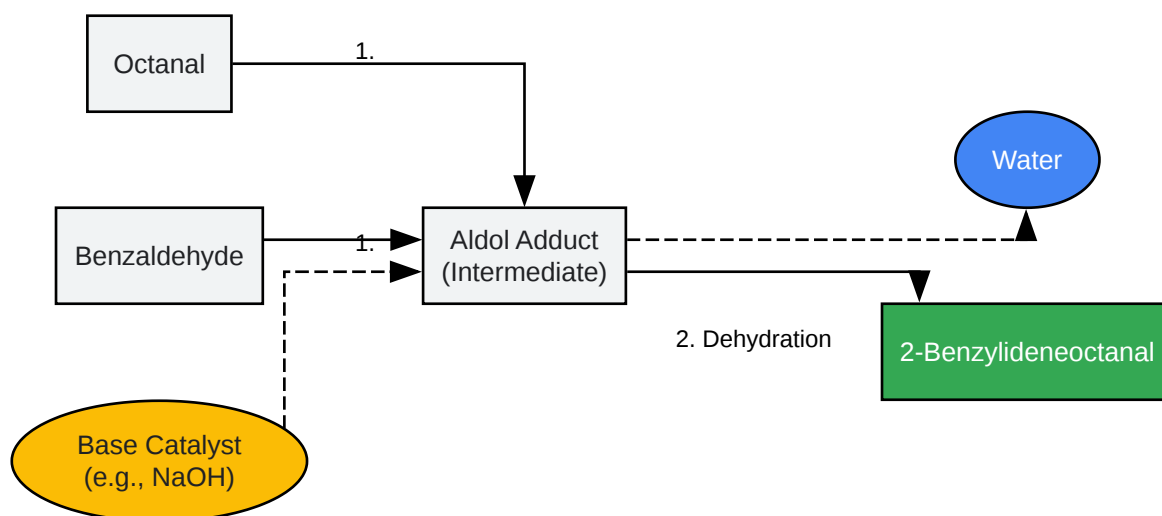 Octanal
1.
Water
Benzaldehyde
1.
Aldol Adduct
(Intermediate)
2. Dehydration
2-Benzylideneoctanal
Base Catalyst
(e.g., NaOH)